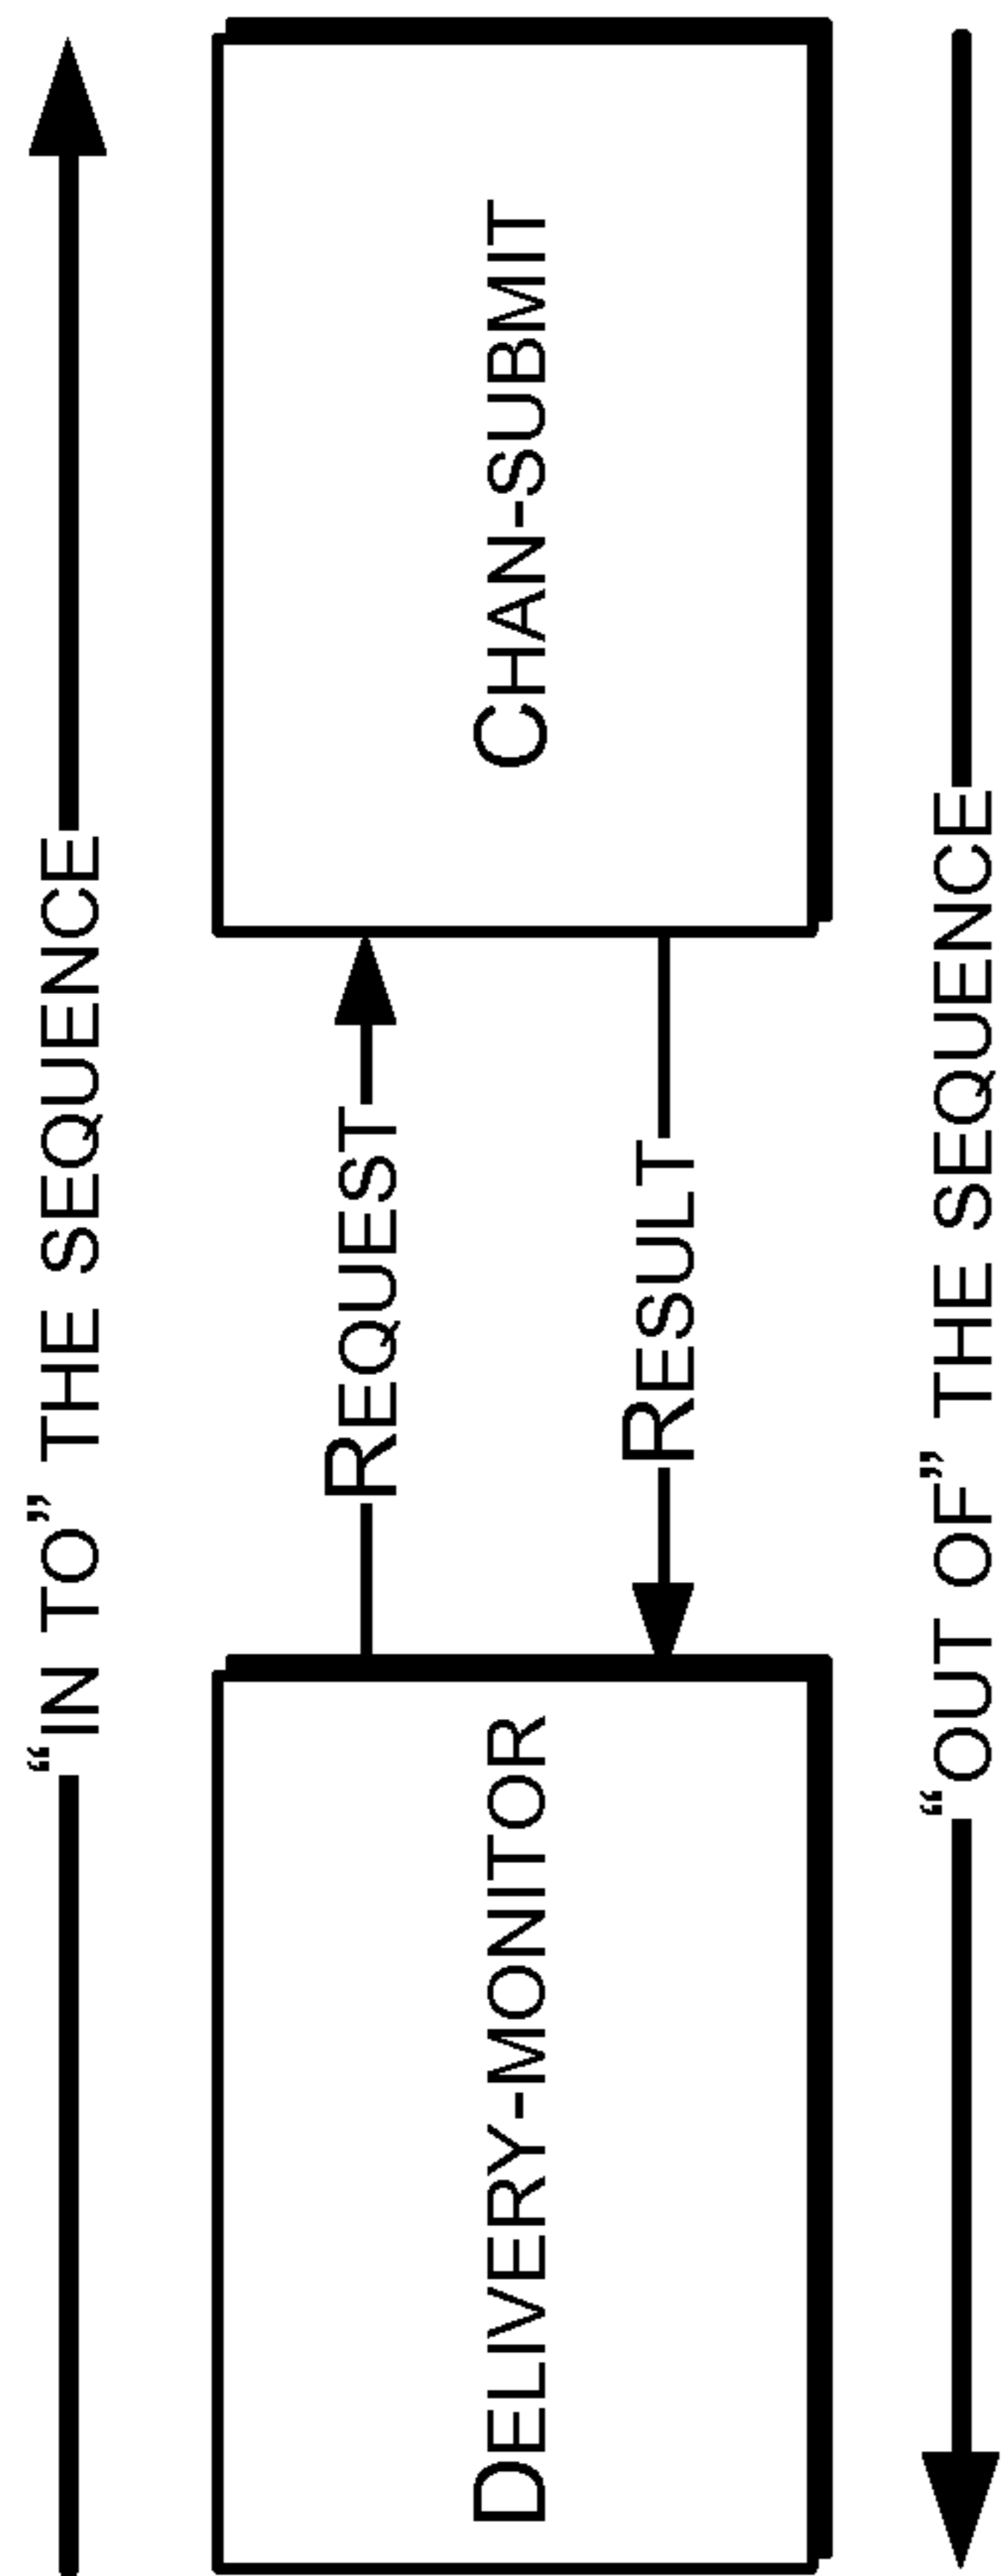 “IN TO” THE SEQUENCE
DELIVERY-MONITOR
REQUEST
RESULT
CHAN-SUBMIT
“OUT OF” THE SEQUENCE